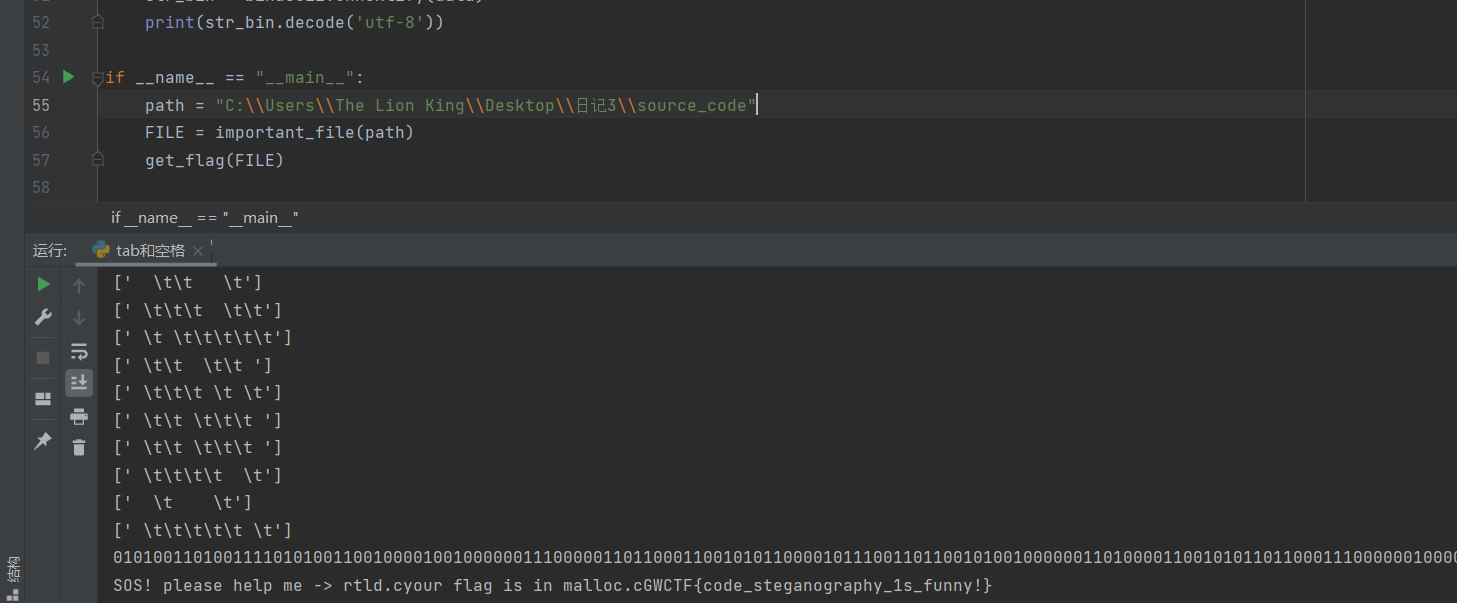 52 print(str_bin.decode('utf-8'))
53
54 if __name__ == "__main__":
55 path = "C:\\Users\\The Lion King\\Desktop\\日记3\\source_code"
56 FILE = important_file(path)
57 get_flag(FILE)
58
if __name__ == "__main__"
运行: tab和空格
['  \t\t   \t']
[' \t\t\t  \t\t']
[' \t \t\t\t\t\t']
[' \t\t  \t\t ']
[' \t\t\t \t \t']
[' \t\t \t\t\t ']
[' \t\t \t\t\t ']
[' \t\t\t\t  \t']
['  \t    \t']
[' \t\t\t\t\t \t']
SOS! please help me -> rtld.cyour flag is in malloc.cGWCTF{code_steganography_1s_funny!}
结构